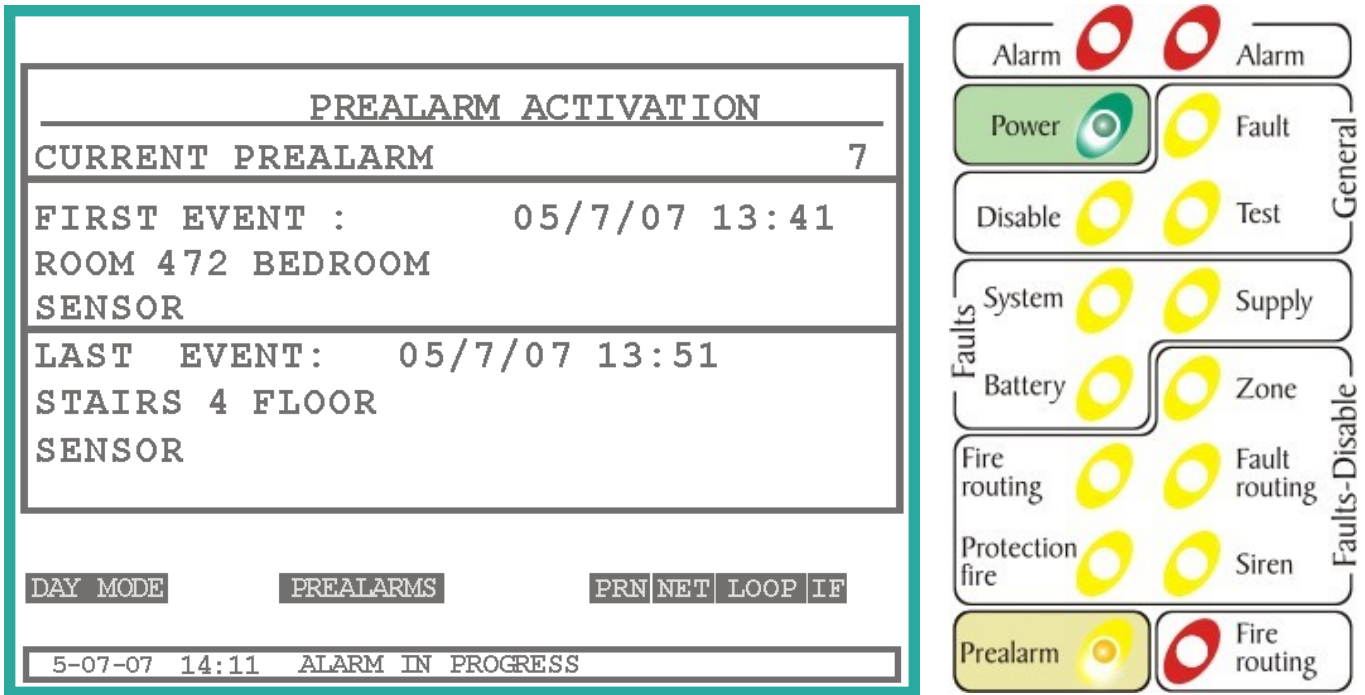 PREALARM ACTIVATION
CURRENT PREALARM 7
FIRST EVENT : 05/7/07 13:41
ROOM 472 BEDROOM
SENSOR
LAST EVENT: 05/7/07 13:51
STAIRS 4 FLOOR
SENSOR
DAY MODE PREALARMS PRN NET LOOP IF
5-07-07 14:11 ALARM IN PROGRESS
Alarm Alarm
Power Fault
General
Disable Test
Faults
System Supply
Battery Zone
Faults-Disable
Fire
routing
Fault
routing
Protection
fire
Siren
Prealarm
Fire
routing